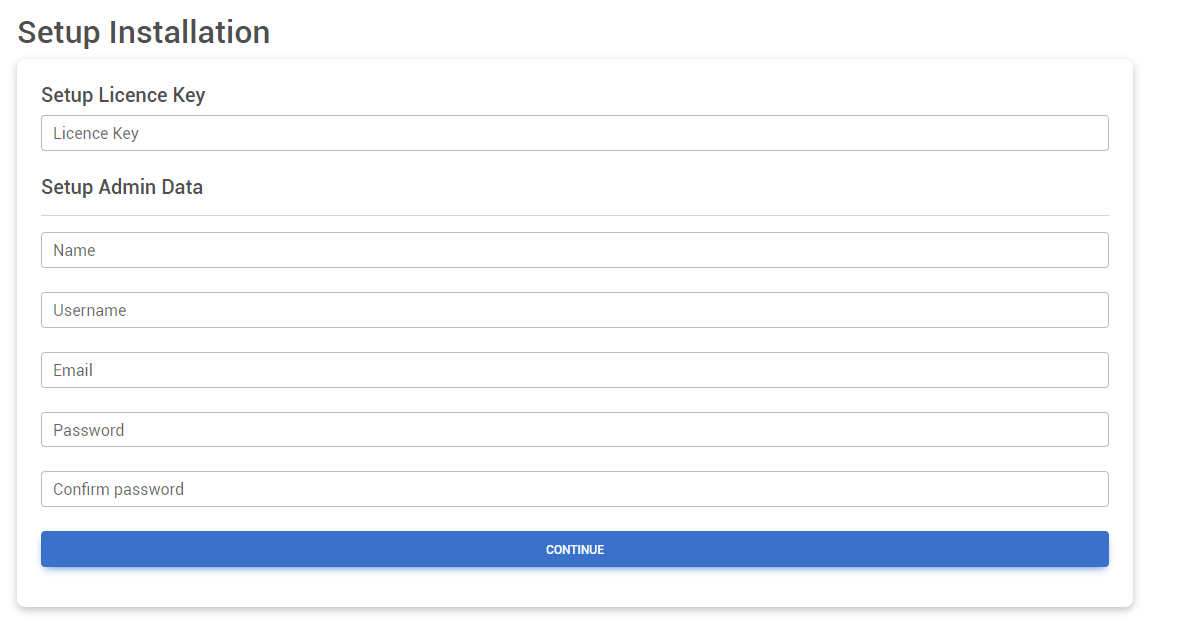 Setup Installation
Setup Licence Key
Licence Key
Setup Admin Data
Name
Username
Email
Password
Confirm password
CONTINUE